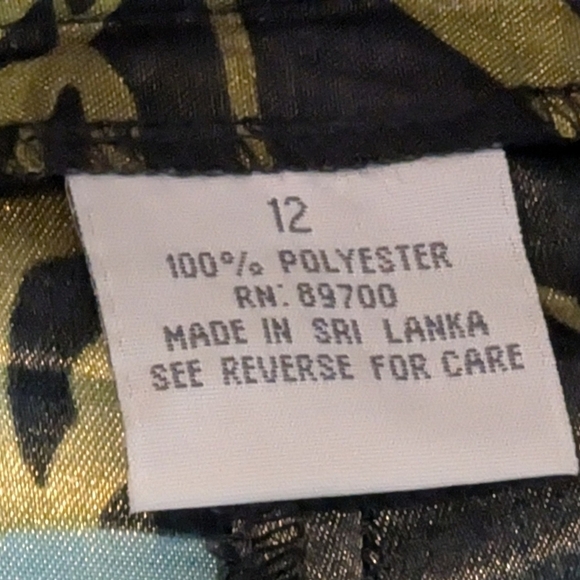 12
100% POLYESTER
RN: 89700
MADE IN SRI LANKA
SEE REVERSE FOR CARE